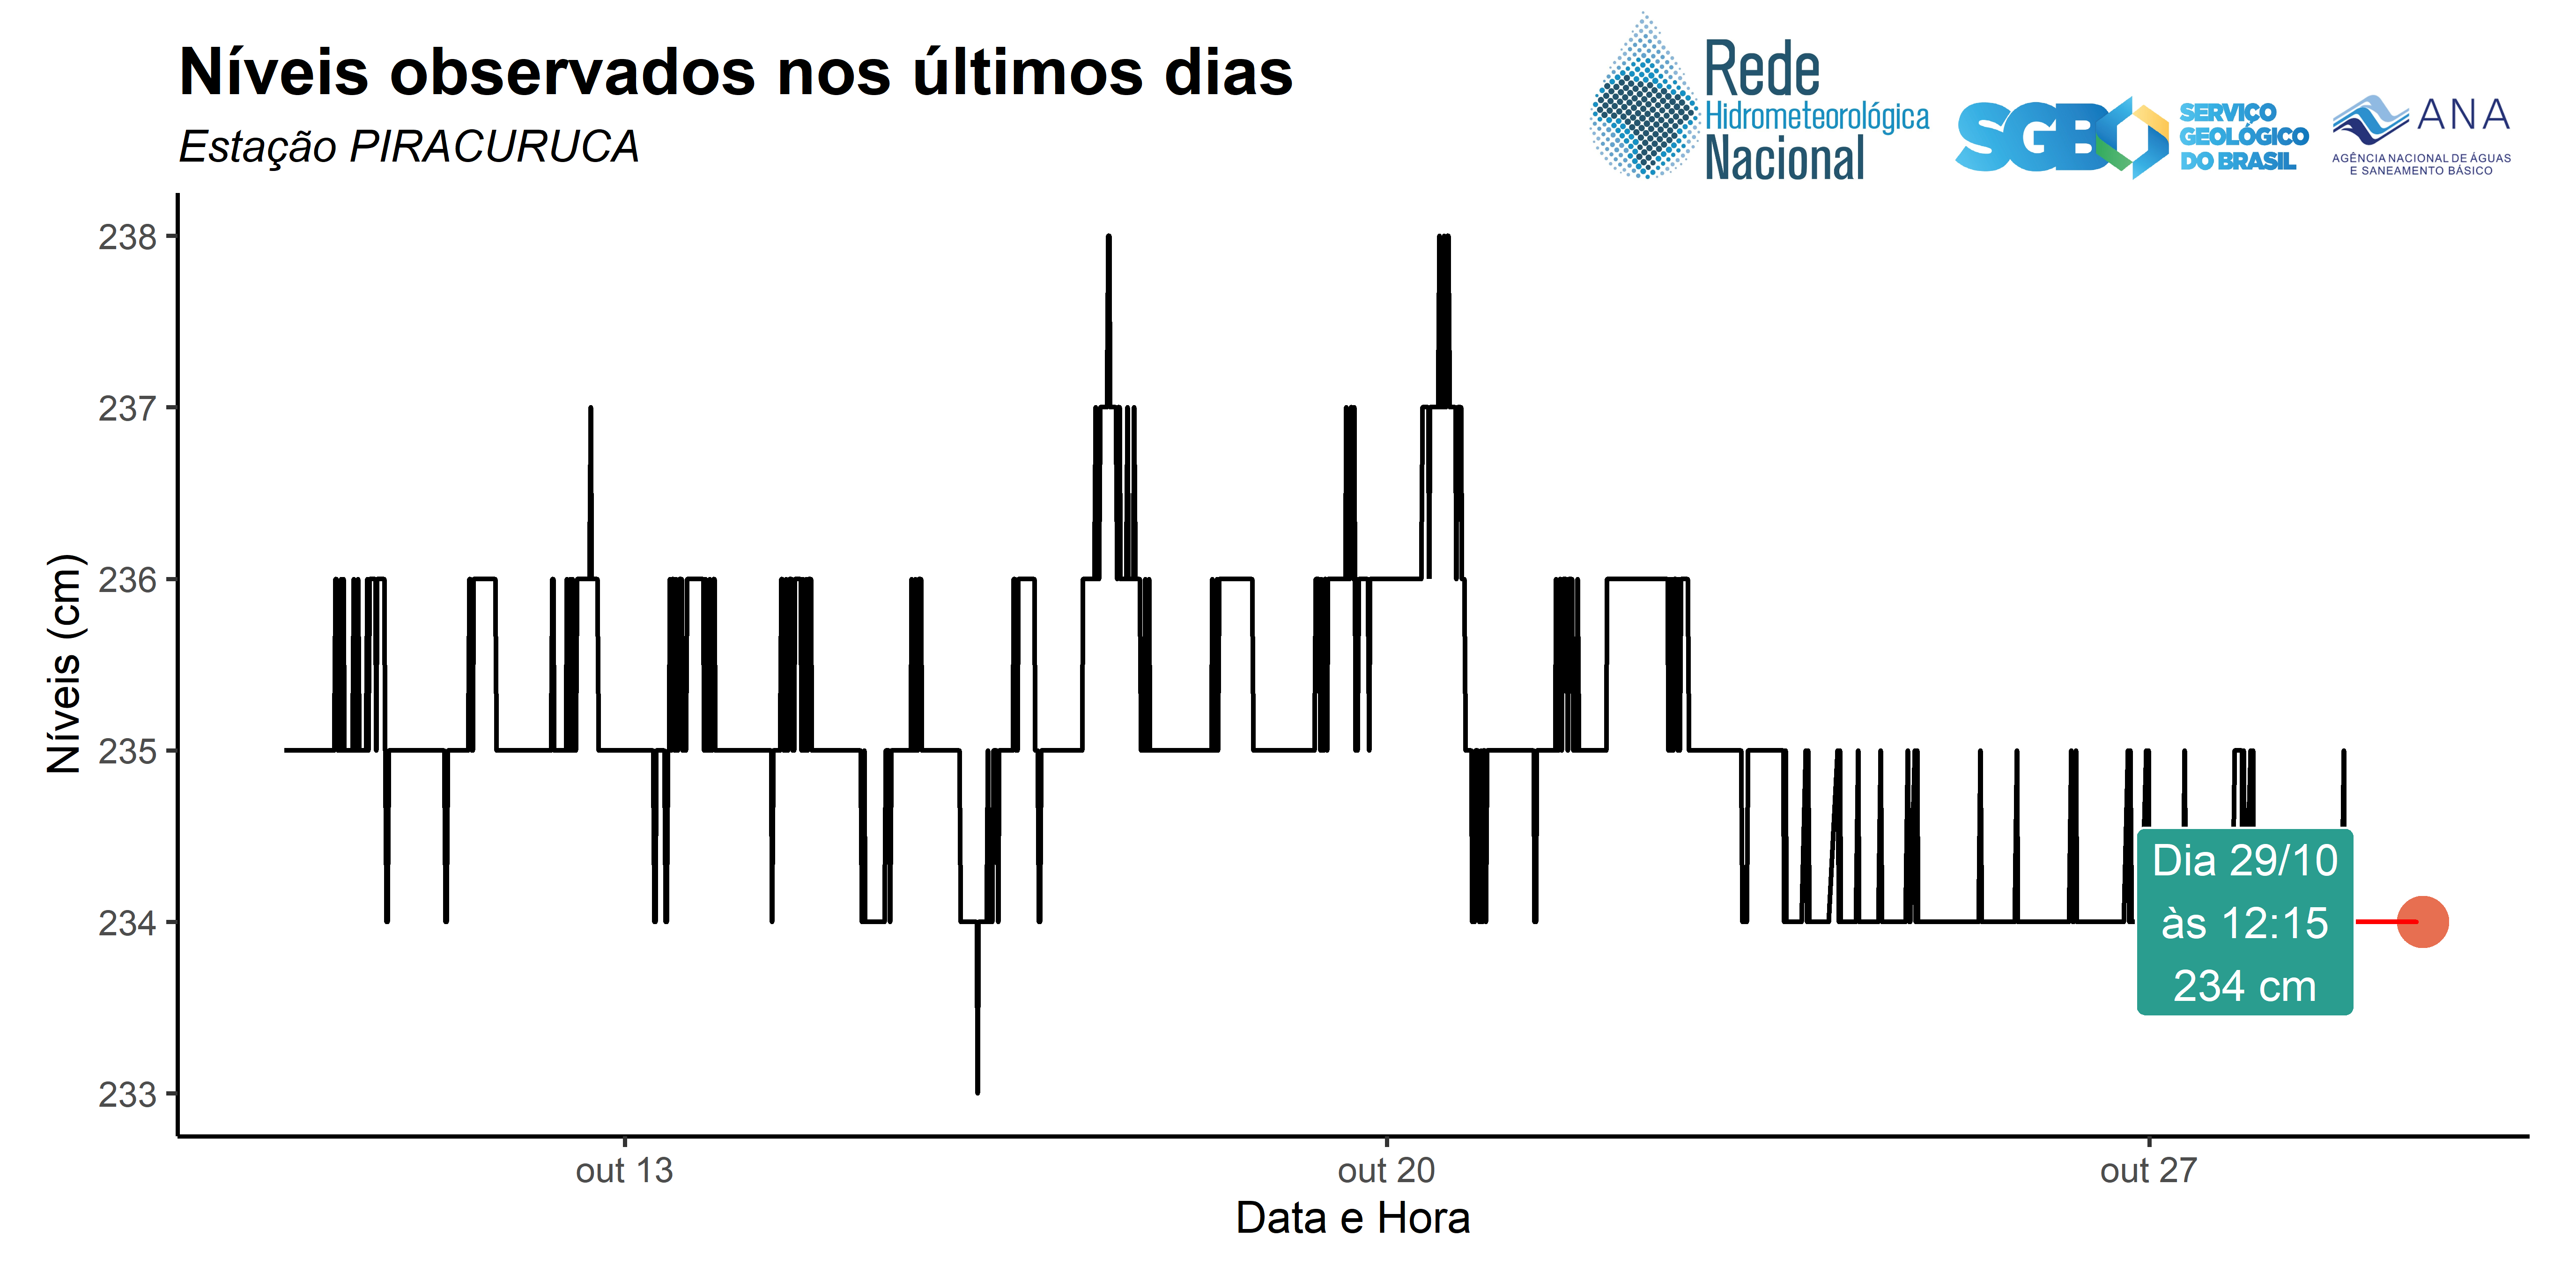 Níveis observados nos últimos dias
Estação PIRACURUCA
Rede
Hidrometeorológica
Nacional
SGB
SERVIÇO
GEOLÓGICO
DO BRASIL
ANA
AGÊNCIA NACIONAL DE ÁGUAS
E SANEAMENTO BÁSICO
Níveis (cm)
238
237
236
235
234
233
Dia 29/10
às 12:15
234 cm
out 13
out 20
out 27
Data e Hora